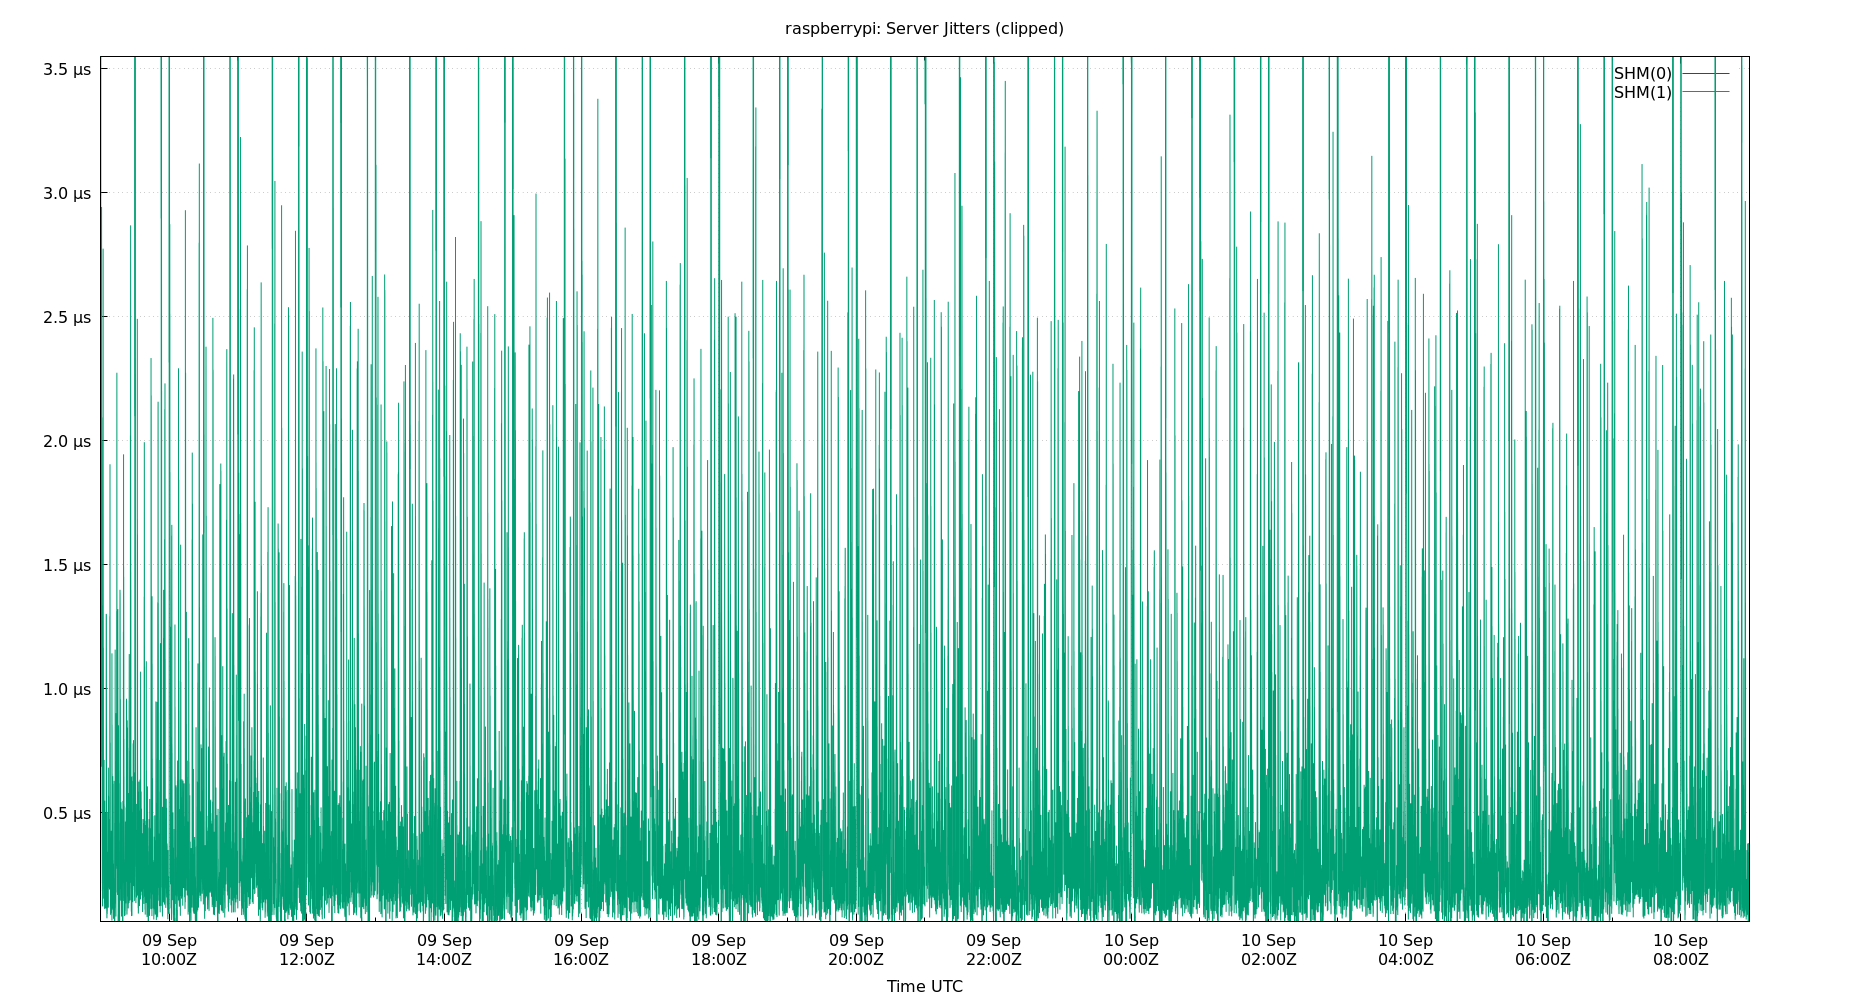 raspberrypi: Server Jitters (clipped)
3.5 µs
3.0 µs
2.5 µs
2.0 µs
1.5 µs
1.0 µs
0.5 µs
SHM(0)
SHM(1)
09 Sep 09 Sep 09 Sep 09 Sep 09 Sep 09 Sep 09 Sep 10 Sep 10 Sep 10 Sep 10 Sep 10 Sep
10:00Z 12:00Z 14:00Z 16:00Z 18:00Z 20:00Z 22:00Z 00:00Z 02:00Z 04:00Z 06:00Z 08:00Z
Time UTC